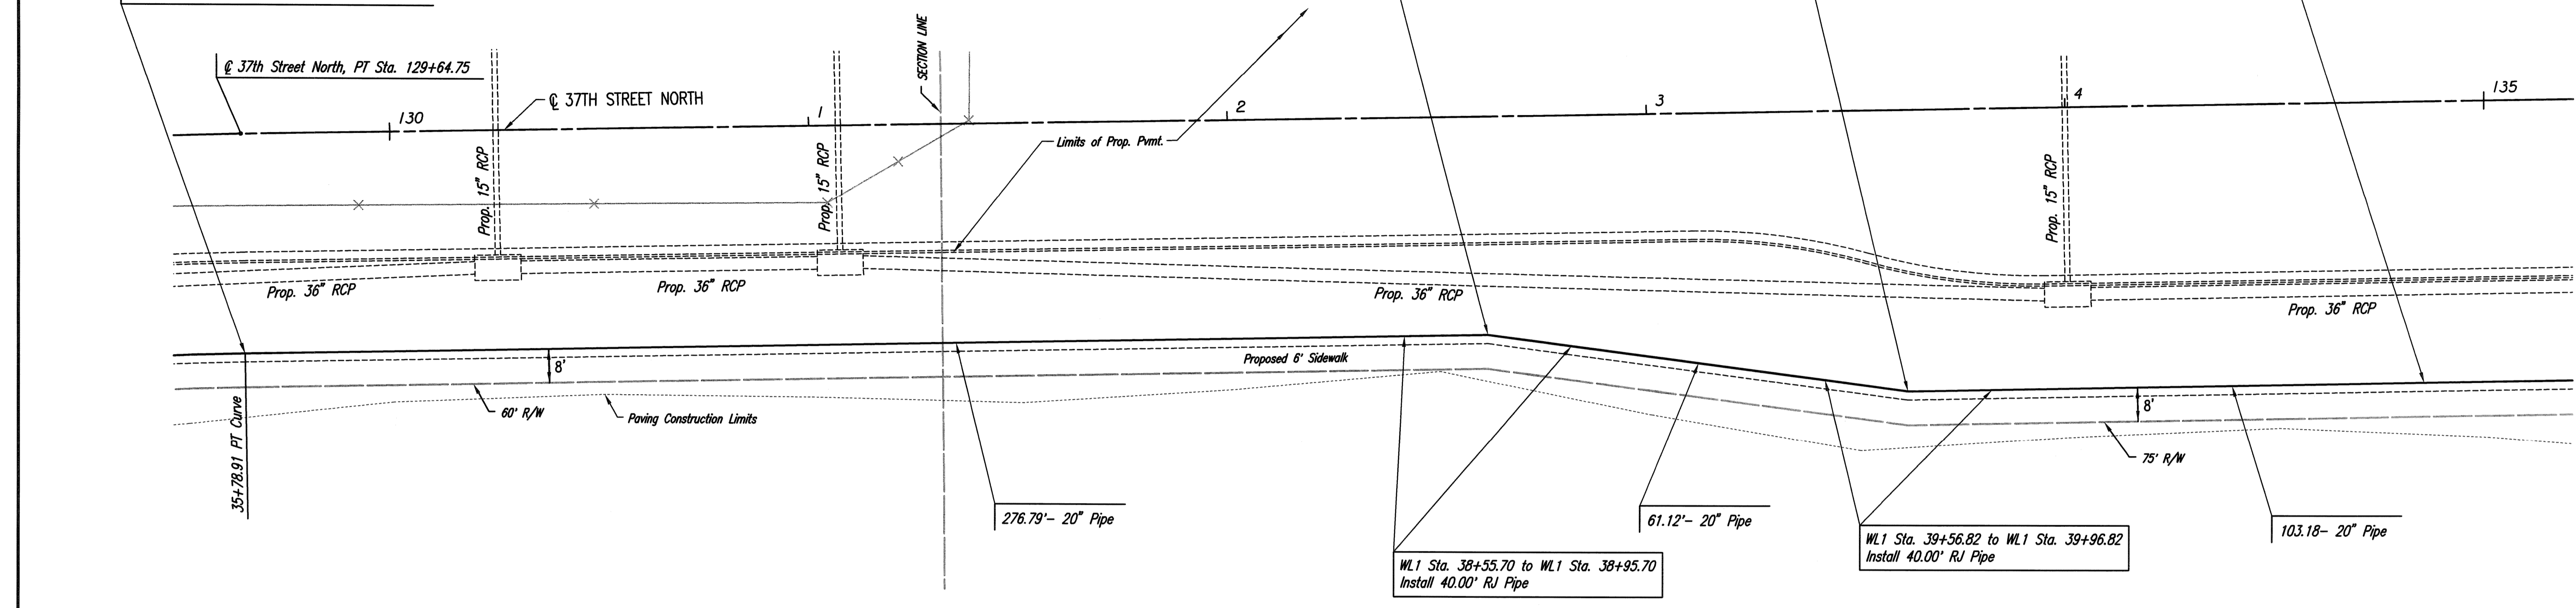 SECTION LINE
℄ 37th Street North, PT Sta. 129+64.75
℄ 37TH STREET NORTH
130
1
2
3
4
135
Limits of Prop. Pvmt.
Prop. 15" RCP
Prop. 15" RCP
Prop. 15" RCP
Prop. 36" RCP
Prop. 36" RCP
Prop. 36" RCP
Prop. 36" RCP
8'
Proposed 6' Sidewalk
8'
60' R/W
Paving Construction Limits
75' R/W
35+78.91 PT Curve
276.79'- 20" Pipe
61.12'- 20" Pipe
103.18- 20" Pipe
WL1 Sta. 38+55.70 to WL1 Sta. 38+95.70
Install 40.00' RJ Pipe
WL1 Sta. 39+56.82 to WL1 Sta. 39+96.82
Install 40.00' RJ Pipe